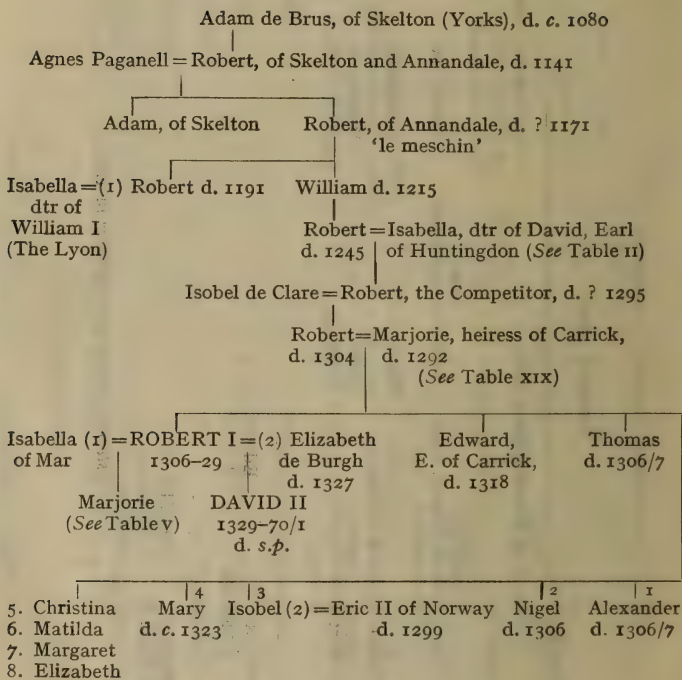 Adam de Brus, of Skelton (Yorks), d. c. 1080
Agnes Paganell = Robert, of Skelton and Annandale, d. 1141
Adam, of Skelton Robert, of Annandale, d. ? 1171
'le meschin'
Isabella = (1) Robert d. 1191 William d. 1215
dtr of
William I
(The Lyon)
Robert = Isabella, dtr of David, Earl
d. 1245 of Huntingdon (See Table II)
Isobel de Clare = Robert, the Competitor, d. ? 1295
Robert = Marjorie, heiress of Carrick,
d. 1304 d. 1292
(See Table XIX)
Isabella (1) = ROBERT I = (2) Elizabeth Edward, Thomas
of Mar 1306-29 de Burgh E. of Carrick, d. 1306/7
d. 1327 d. 1318
Marjorie DAVID II
(See Table V) 1329-70/1
d. s.p.
4 3 2 1
5. Christina Mary Isobel (2) = Eric II of Norway Nigel Alexander
6. Matilda d. c. 1323 d. 1299 d. 1306 d. 1306/7
7. Margaret
8. Elizabeth